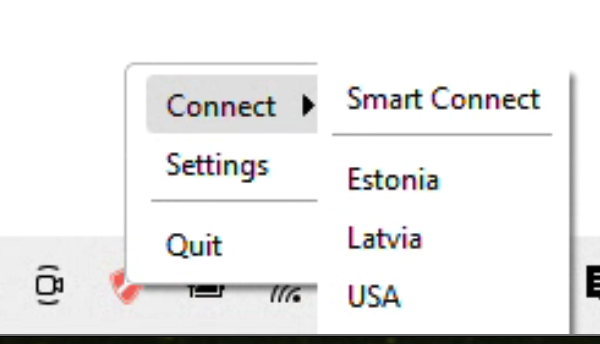 Connect
Settings
Quit
Smart Connect
Estonia
Latvia
USA